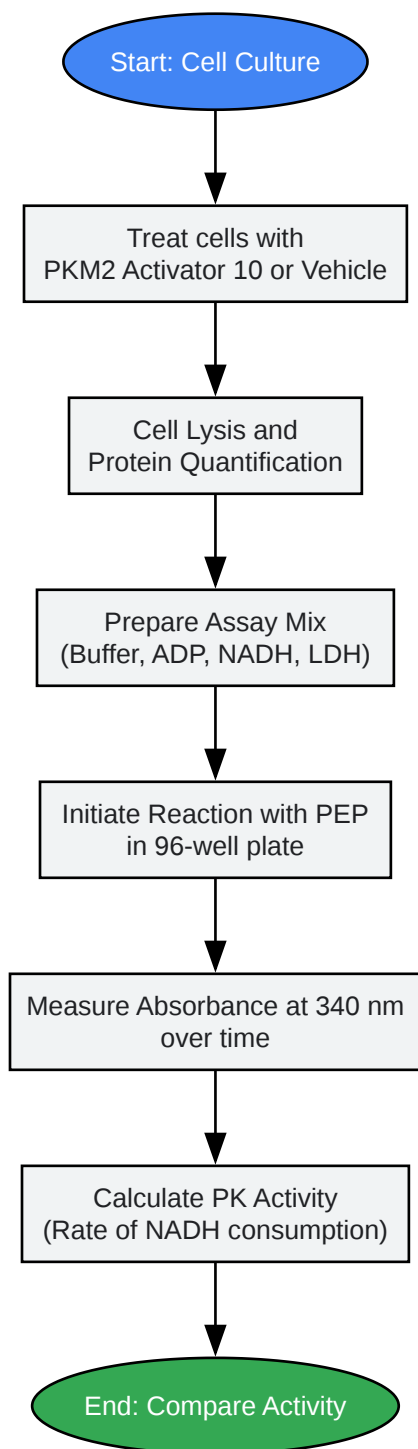 Start: Cell Culture
Treat cells with
PKM2 Activator 10 or Vehicle
Cell Lysis and
Protein Quantification
Prepare Assay Mix
(Buffer, ADP, NADH, LDH)
Initiate Reaction with PEP
in 96-well plate
Measure Absorbance at 340 nm
over time
Calculate PK Activity
(Rate of NADH consumption)
End: Compare Activity